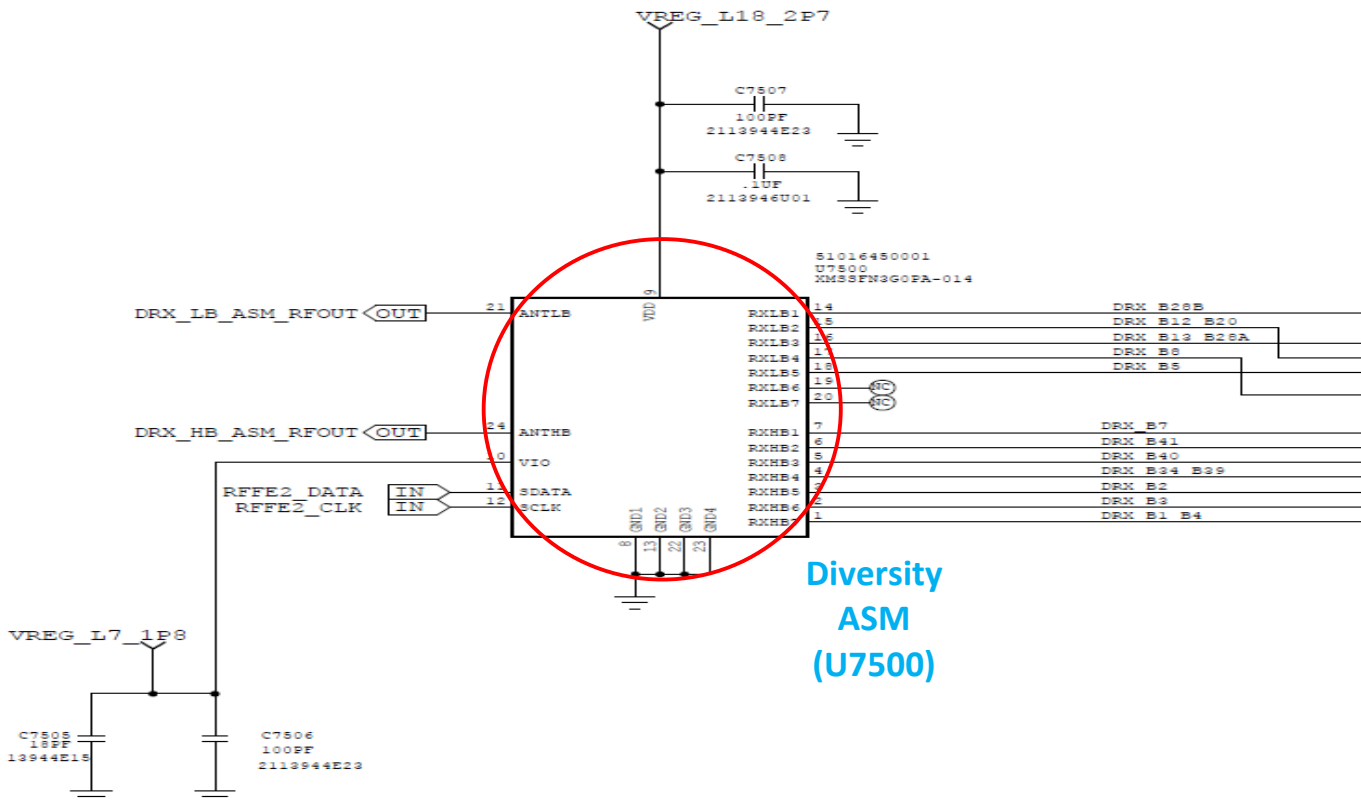 VREG_L18_2P7
C7507
100PF
2113944E23
C7508
.1UF
2113946U01
51016450001
U7500
XMSSFN3G0PA-014
DRX_LB_ASM_RFOUT OUT 21 ANTLB
VDD 9
RXLB1 14 DRX B28B
RXLB2 15 DRX B12 B20
RXLB3 16 DRX B13 B28A
RXLB4 17 DRX B8
RXLB5 18 DRX B5
RXLB6 19 NC
RXLB7 20 NC
DRX_HB_ASM_RFOUT OUT 24 ANTHB
10 VIO
RFFE2_DATA IN 11 SDATA
RFFE2_CLK IN 12 SCLK
RXHB1 7 DRX_B7
RXHB2 6 DRX B41
RXHB3 5 DRX B40
RXHB4 4 DRX B34 B39
RXHB5 3 DRX B2
RXHB6 2 DRX B3
RXHB7 1 DRX B1 B4
GND1 GND2 GND3 GND4
8 13 22 23
Diversity
ASM
(U7500)
VREG_L7_1P8
C7505
18PF
13944E15
C7506
100PF
2113944E23